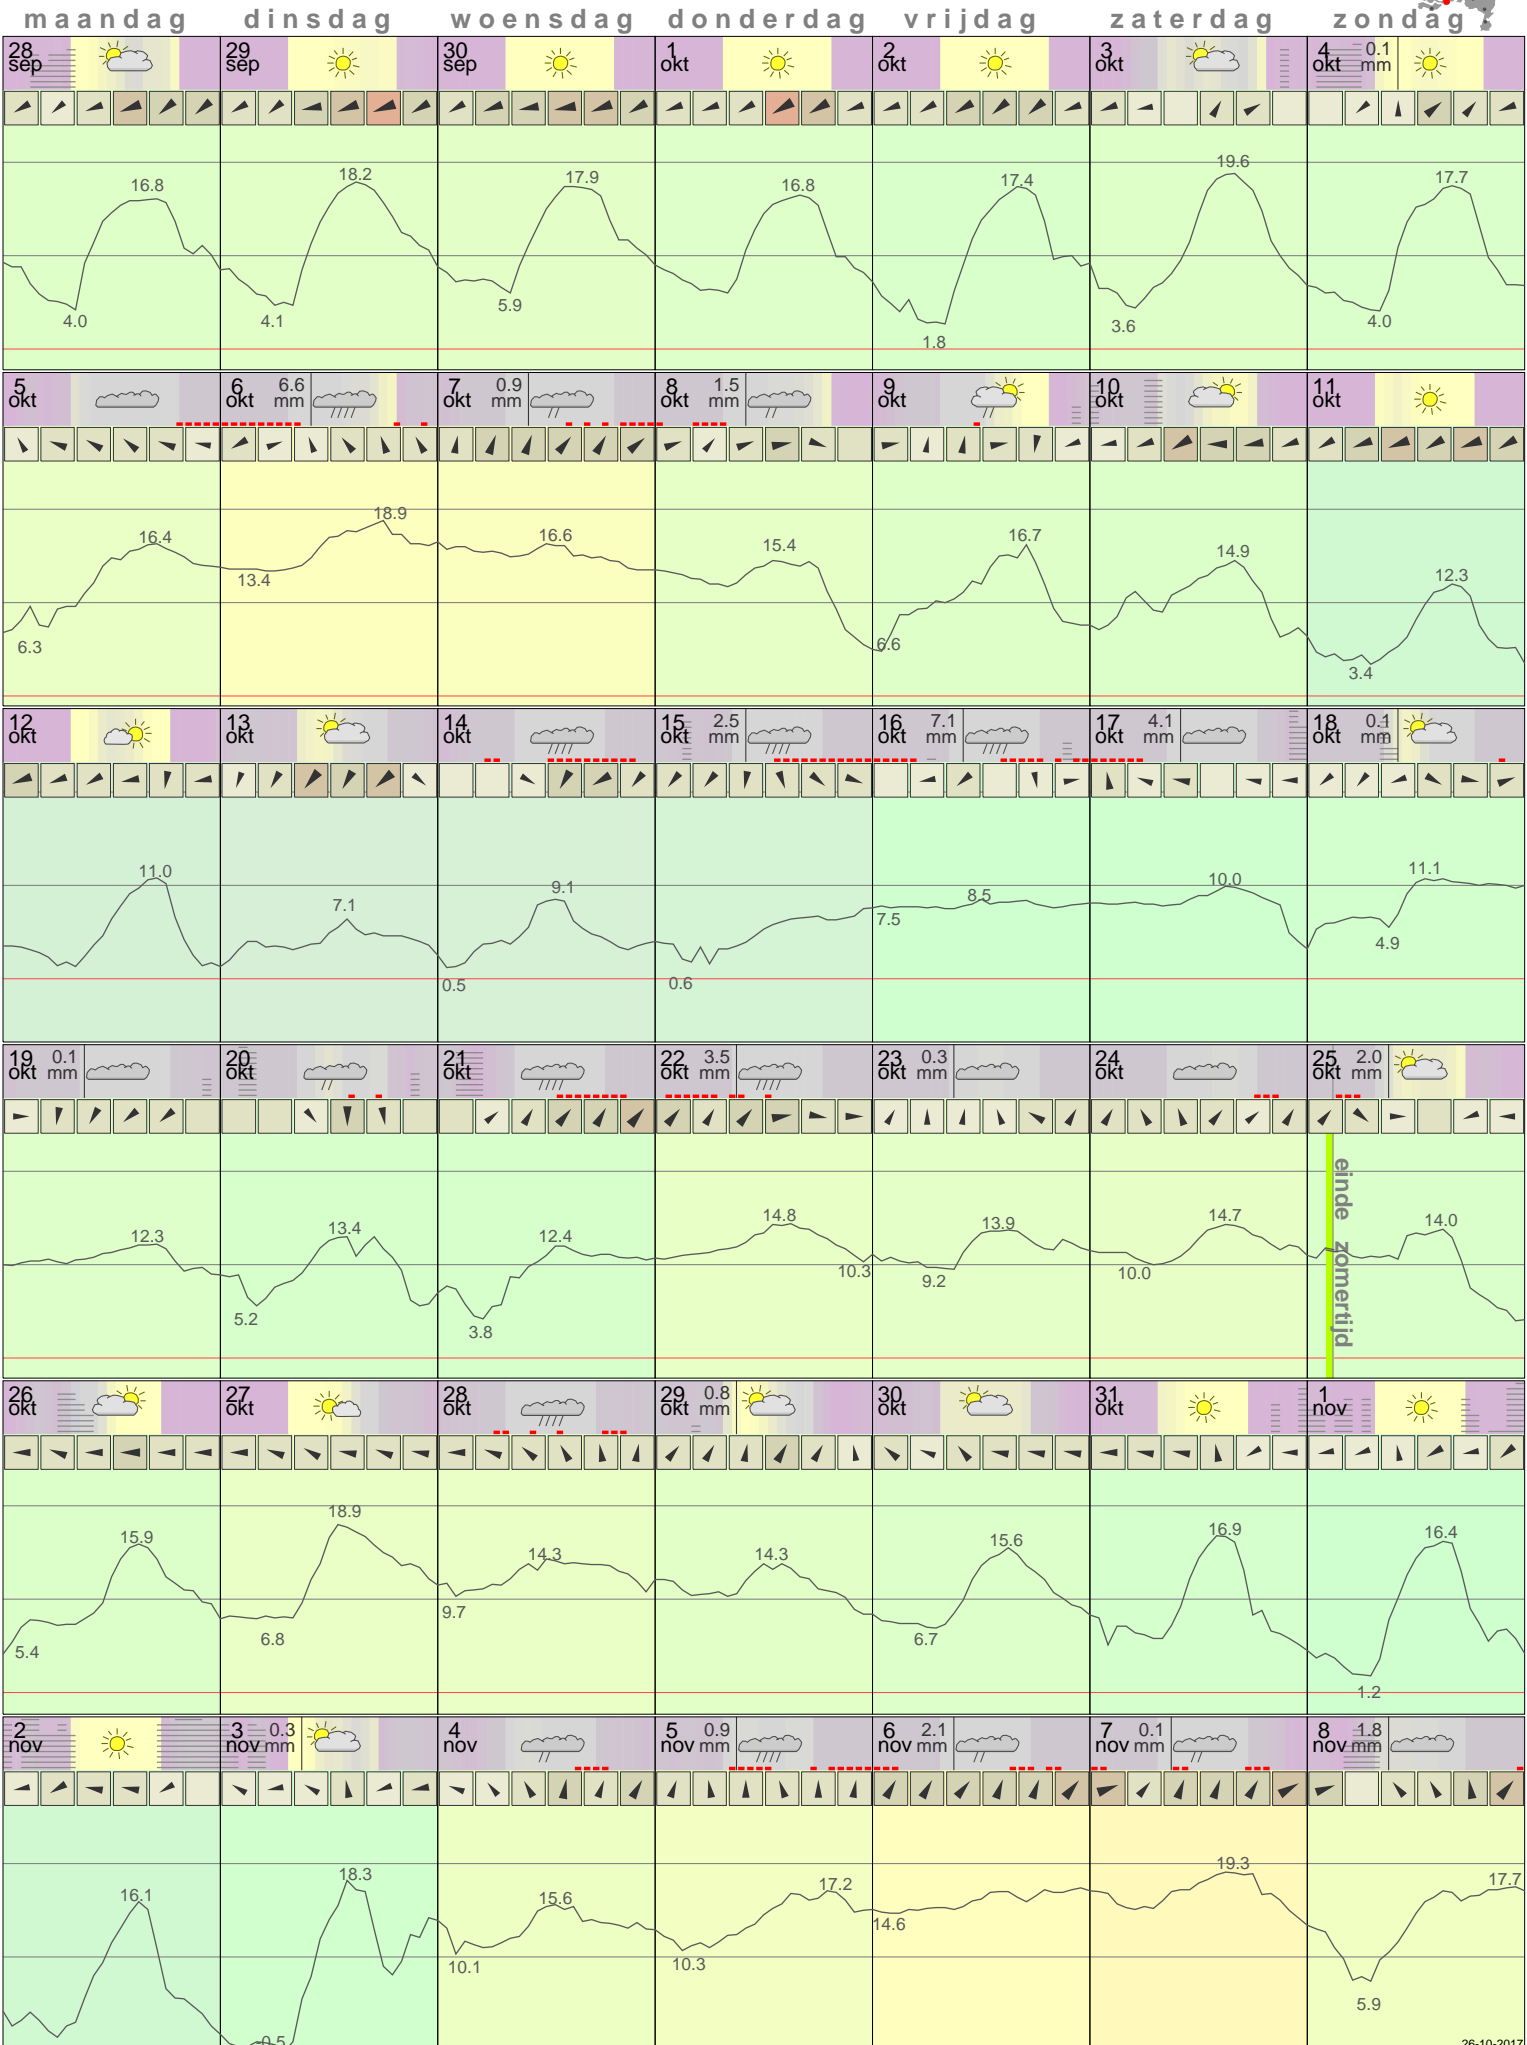 maandag dinsdag woensdag donderdag vrijdag zaterdag zondag
28 sep 29 sep 30 sep 1 okt 2 okt 3 okt 4 okt 0.1 mm
16.8 18.2 17.9 16.8 17.4 19.6 17.7
4.0 4.1 5.9 1.8 3.6 4.0
5 okt 6 okt 6.6 mm 7 okt 0.9 mm 8 okt 1.5 mm 9 okt 10 okt 11 okt
16.4 18.9 16.6 15.4 16.7 14.9 12.3
6.3 13.4 6.6 3.4
12 okt 13 okt 14 okt 15 okt 2.5 mm 16 okt 7.1 mm 17 okt 4.1 mm 18 okt 0.1 mm
11.0 7.1 9.1 8.5 10.0 11.1
0.5 0.6 7.5 4.9
19 okt 0.1 mm 20 okt 21 okt 22 okt 3.5 mm 23 okt 0.3 mm 24 okt 25 okt 2.0 mm
12.3 13.4 12.4 14.8 13.9 14.7 14.0
5.2 3.8 10.3 9.2 10.0
einde zomertijd
26 okt 27 okt 28 okt 29 okt 0.8 mm 30 okt 31 okt 1 nov
15.9 18.9 14.3 14.3 15.6 16.9 16.4
5.4 6.8 9.7 6.7 1.2
2 nov 3 nov 0.3 mm 4 nov 5 nov 0.9 mm 6 nov 2.1 mm 7 nov 0.1 mm 8 nov 1.8 mm
16.1 18.3 15.6 17.2 19.3 17.7
10.1 10.3 14.6 5.9
26-10-2017